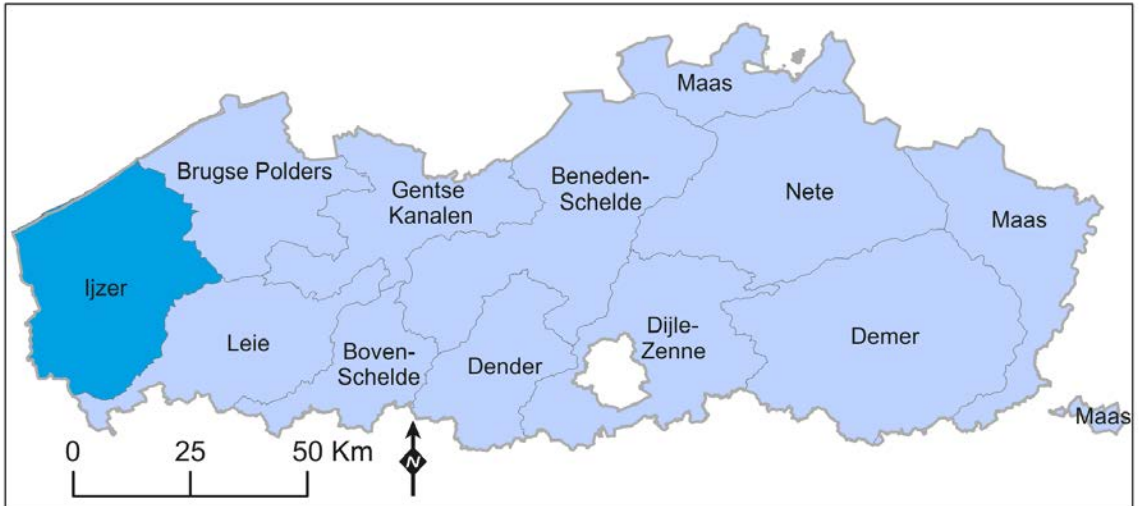 Maas
Brugse Polders
Gentse
Kanalen
Beneden-
Schelde
Nete
Maas
Ijzer
Leie
Boven-
Schelde
Dender
Dijle-
Zenne
Demer
Maas
0 25 50 Km
N